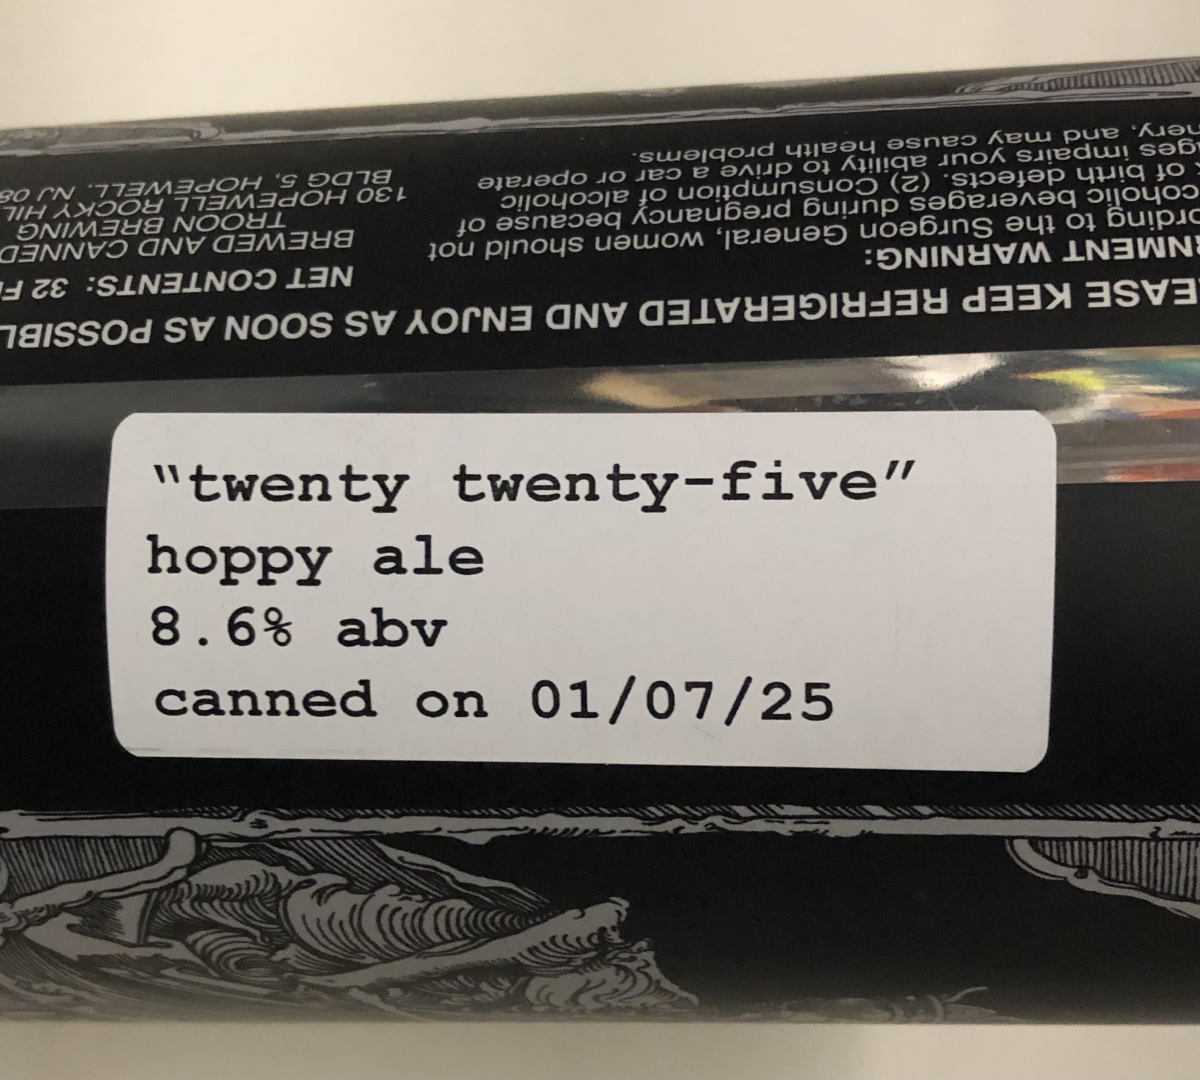 "twenty twenty-five"
hoppy ale
8.6% abv
canned on 01/07/25
EASE KEEP REFRIGERATED AND ENJOY AS SOON AS POSSIBL
RNMENT WARNING:
rding to the Surgeon General, women should not
coholic beverages during pregnancy because of
of birth defects. (2) Consumption of alcoholic
ges impairs your ability to drive a car or operate
nery, and may cause health problems.
NET CONTENTS: 32 F
BREWED AND CANNED
TROON BREWING
130 HOPEWELL ROCKY HIL
BLDG 5, HOPEWELL, NJ 08